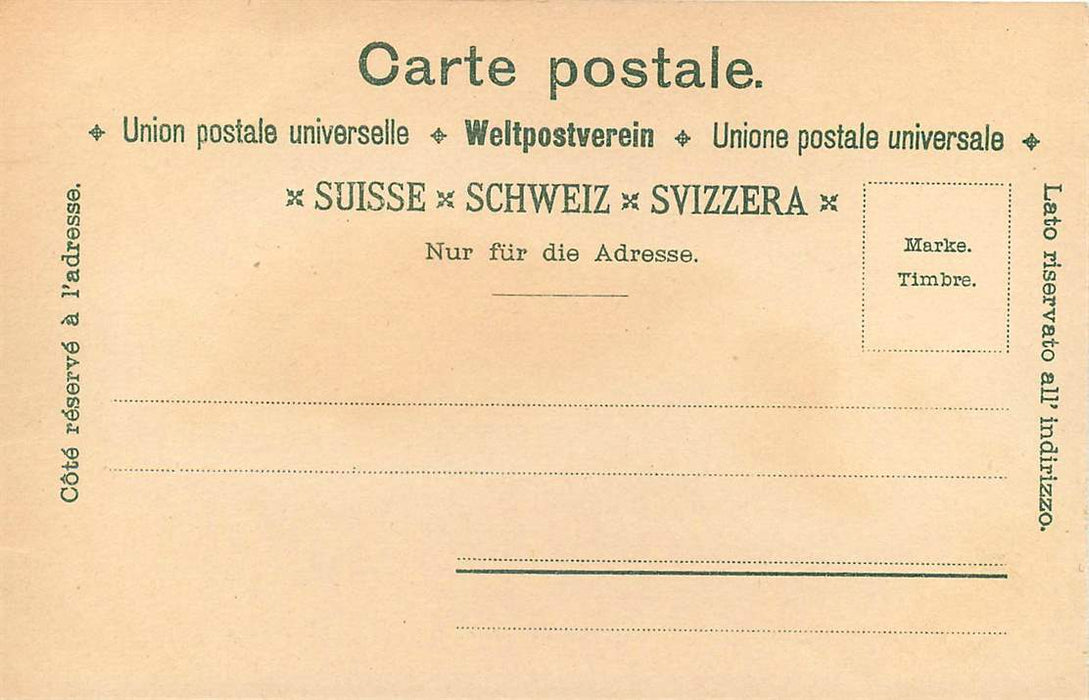 Carte postale.
Union postale universelle Weltpostverein Unione postale universale
SUISSE SCHWEIZ SVIZZERA
Nur für die Adresse.
Marke.
Timbre.
Côté réservé à l'adresse.
Lato riservato all' indirizzo.